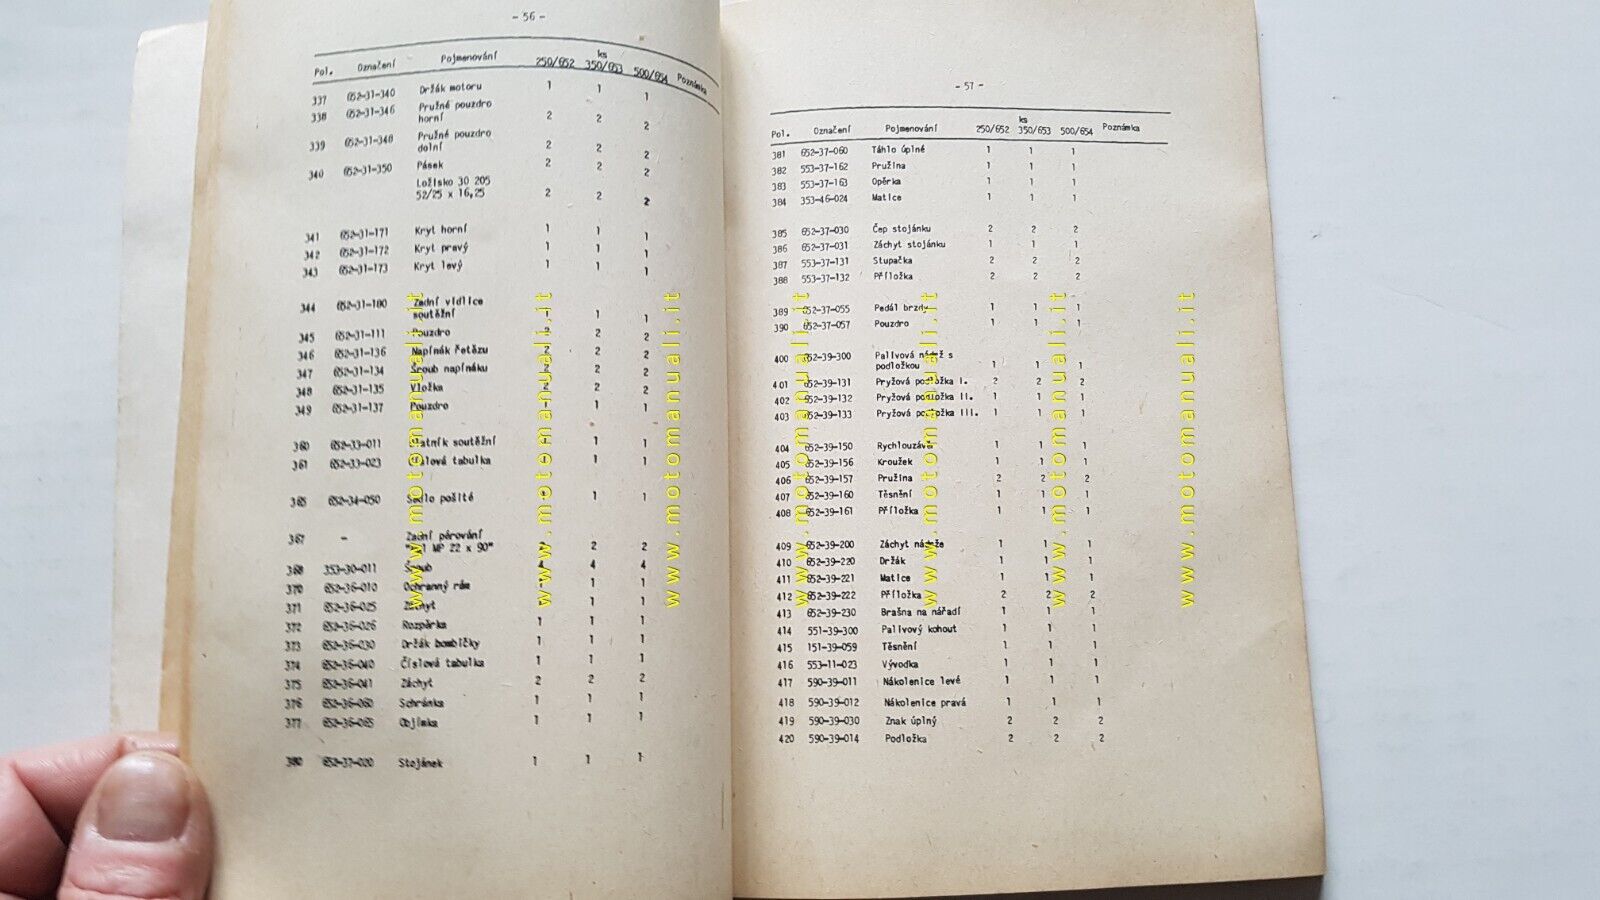 - 56 -
ks
Pol. Označení Pojmenování 250/652 350/653 500/654 Poznámka
337 652-31-340 Držák motoru 1 1 1
338 652-31-346 Pružné pouzdro
horní 2 2 2
339 652-31-348 Pružné pouzdro
dolní 2 2 2
340 652-31-350 Pásek 2 2 2
Ložisko 30 205
52/25 x 16,25 2 2 2
341 652-31-171 Kryt horní 1 1 1
342 652-31-172 Kryt pravý 1 1 1
343 652-31-173 Kryt levý 1 1 1
344 652-31-180 Zadní vidlice
soutěžní - 1 1
345 652-31-111 Pouzdro 2 2 2
346 652-31-136 Napínák řetězu 2 2 2
347 652-31-134 Šroub napínáku 2 2 2
348 652-31-135 Vložka 2 2 2
349 652-31-137 Pouzdro 1 1
360 652-33-011 Blatník soutěžní 1 1
361 652-33-023 Číslová tabulka 1 1
365 652-34-050 Sedlo pošité 1 1
367 - Zadní pérování
MP 22 x 90" 2 2
368 353-30-011 Šroub 4 4 4
370 652-36-010 Ochranný rám 1 1
371 652-36-025 Záchyt 1 1
372 652-36-026 Rozpěrka 1 1 1
373 652-36-030 Držák bombičky 1 1 1
374 652-36-040 Číslová tabulka 1 1 1
375 652-36-041 Záchyt 2 2 2
376 652-36-060 Schránka 1 1 1
377 652-36-065 Objímka 1 1 1
380 652-37-020 Stojánek 1 1 1
- 57 -
ks
Pol. Označení Pojmenování 250/652 350/653 500/654 Poznámka
381 652-37-060 Táhlo úplné 1 1 1
382 553-37-162 Pružina 1 1 1
383 553-37-163 Opěrka 1 1 1
384 353-46-024 Matice 1 1 1
385 652-37-030 Čep stojánku 2 2 2
386 652-37-031 Záchyt stojánku 1 1 1
387 553-37-131 Stupačka 2 2 2
388 553-37-132 Příložka 2 2 2
389 652-37-055 Pedál brzdy 1 1 1
390 652-37-057 Pouzdro 1 1 1
400 652-39-300 Palivová nádrž s
podložkou 1 1 1
401 652-39-131 Pryžová podložka I. 2 2 2
402 652-39-132 Pryžová podložka II. 1 1 1
403 652-39-133 Pryžová podložka III. 1 1 1
404 652-39-150 Rychlouzávěr 1 1 1
405 652-39-156 Kroužek 1 1 1
406 652-39-157 Pružina 2 2 2
407 652-39-160 Těsnění 1 1 1
408 652-39-161 Příložka 1 1 1
409 652-39-200 Záchyt nádrže 1 1 1
410 652-39-220 Držák 1 1 1
411 652-39-221 Matice 1 1 1
412 652-39-222 Příložka 2 2 2
413 652-39-230 Brašna na nářadí 1 1 1
414 551-39-300 Palivový kohout 1 1 1
415 151-39-059 Těsnění 1 1 1
416 553-11-023 Vývodka 1 1 1
417 590-39-011 Nákolenice levé 1 1 1
418 590-39-012 Nákolenice pravá 1 1 1
419 590-39-030 Znak úplný 2 2 2
420 590-39-014 Podložka 2 2 2
www.motomanuali.it
www.motomanuali.it
www.motomanuali.it
www.motomanuali.it
www.motomanuali.it
www.motomanuali.it
www.motomanuali.it